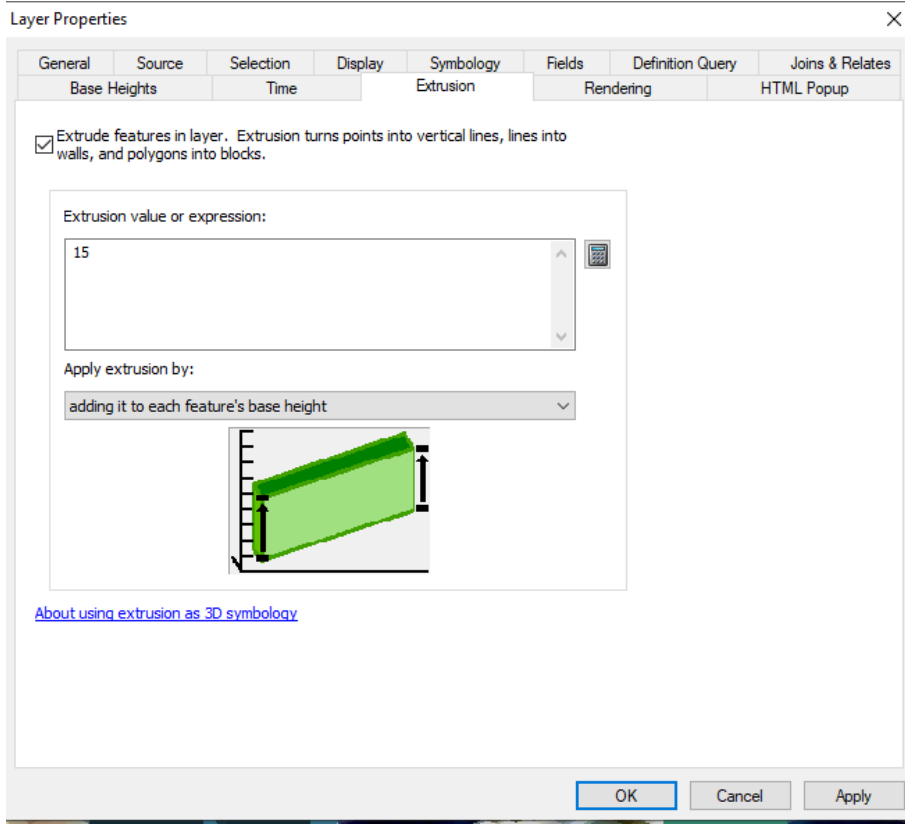 Layer Properties
General Source Selection Display Symbology Fields Definition Query Joins & Relates
Base Heights Time Extrusion Rendering HTML Popup
Extrude features in layer. Extrusion turns points into vertical lines, lines into
walls, and polygons into blocks.
Extrusion value or expression:
15
Apply extrusion by:
adding it to each feature's base height
About using extrusion as 3D symbology
OK Cancel Apply